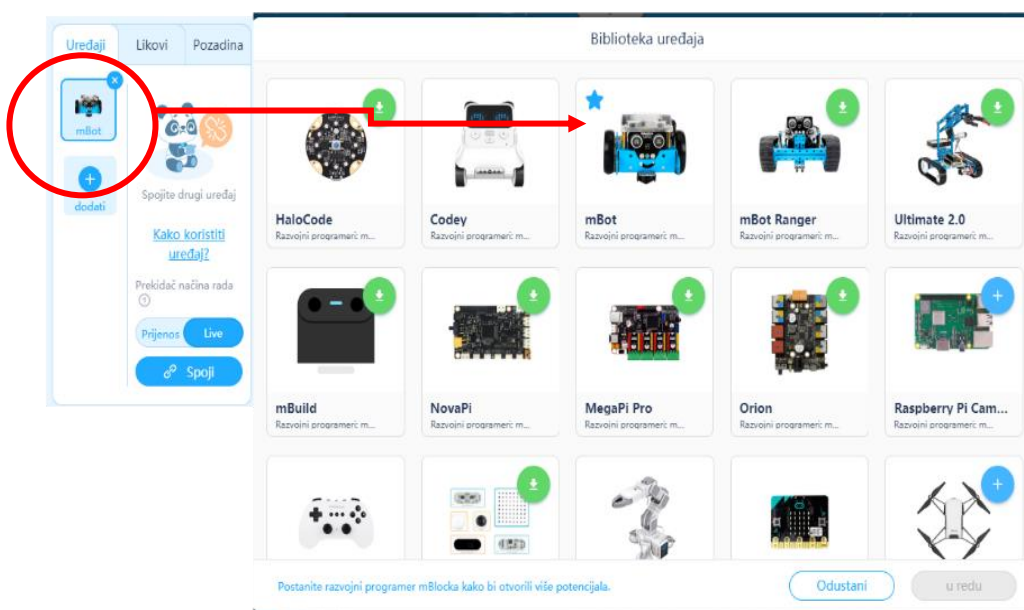 Uređaji
Likovi
Pozadina
mBot
dodati
Spojite drugi uređaj
Kako koristiti
uređaj?
Prekidač načina rada
Prijenos
Live
Spoji
Biblioteka uređaja
HaloCode
Razvojni programeri: m...
Codey
Razvojni programeri: m...
mBot
Razvojni programeri: m...
mBot Ranger
Razvojni programeri: m...
Ultimate 2.0
Razvojni programeri: m...
mBuild
Razvojni programeri: m...
NovaPi
Razvojni programeri: m...
MegaPi Pro
Razvojni programeri: m...
Orion
Razvojni programeri: m...
Raspberry Pi Cam...
Razvojni programeri: m...
Postanite razvojni programer mBlocka kako bi otvorili više potencijala.
Odustani
u redu